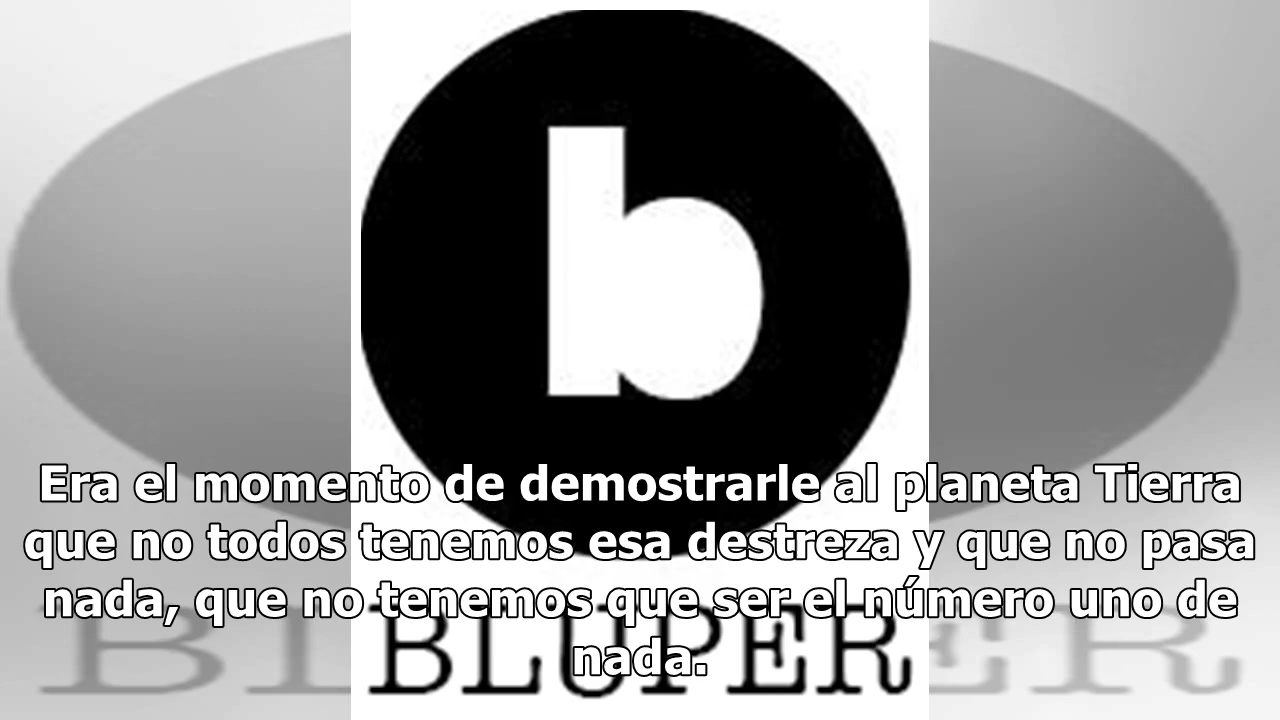 b
Era el momento de demostrarle al planeta Tierra
que no todos tenemos esa destreza y que no pasa
nada, que no tenemos que ser el número uno de
nada.
BLUPER